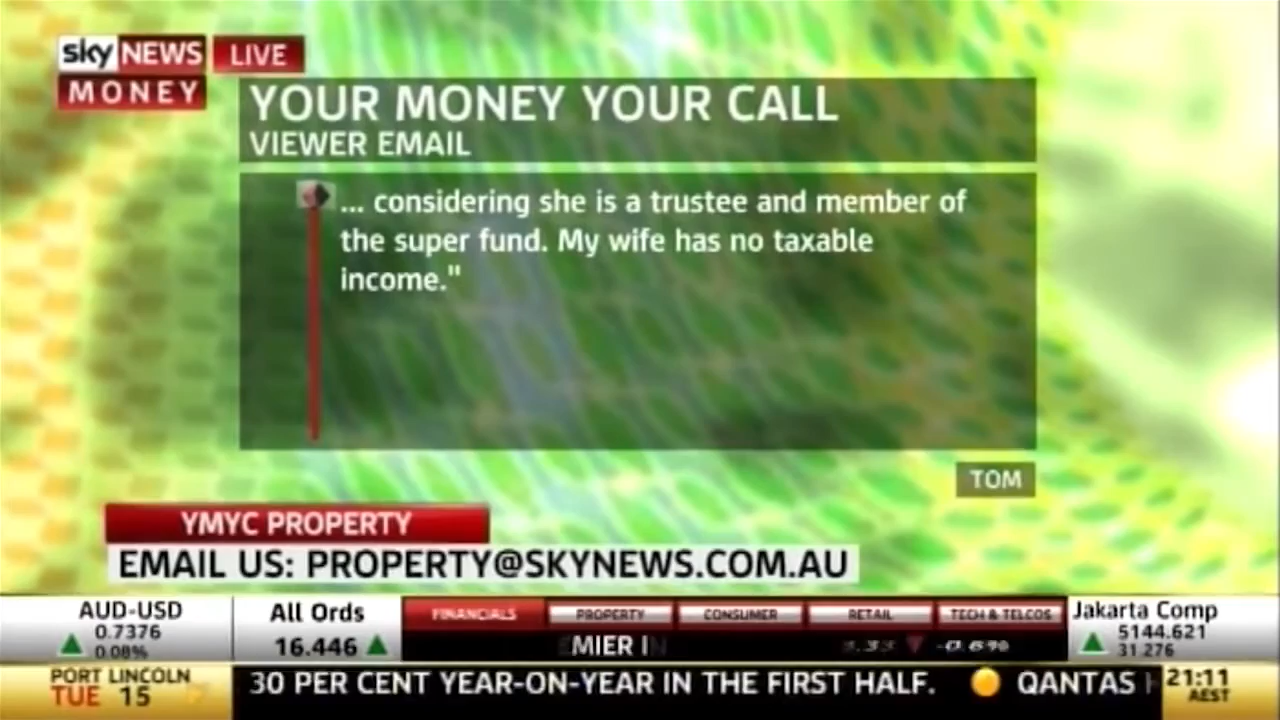 sky NEWS LIVE
MONEY
YOUR MONEY YOUR CALL
VIEWER EMAIL
... considering she is a trustee and member of
the super fund. My wife has no taxable
income."
TOM
YMYC PROPERTY
EMAIL US: PROPERTY@SKYNEWS.COM.AU
AUD-USD
0.7376
0.08%
All Ords
16.446
FINANCIALS PROPERTY CONSUMER RETAIL TECH & TELCOS
MIER
-0.6%
Jakarta Comp
5144.621
31.276
PORT LINCOLN
TUE 15
30 PER CENT YEAR-ON-YEAR IN THE FIRST HALF. QANTAS
21:11
AEST